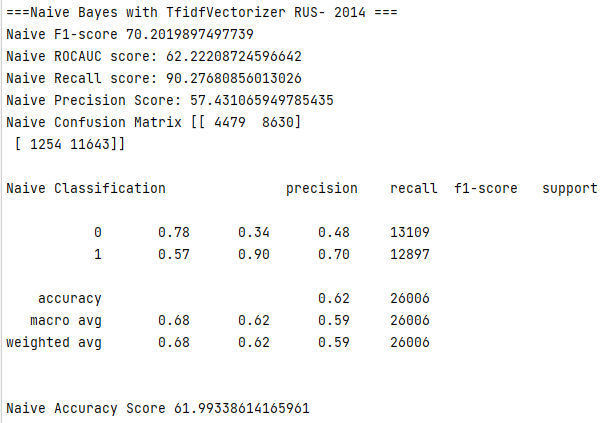 ===Naive Bayes with TfidfVectorizer RUS- 2014 ===
Naive F1-score 70.2019897497739
Naive ROCAUC score: 62.22208724596642
Naive Recall score: 90.27680856013026
Naive Precision Score: 57.431065949785435
Naive Confusion Matrix [[ 4479  8630]
 [ 1254 11643]]
Naive Classification               precision    recall  f1-score   support
           0       0.78      0.34      0.48     13109
           1       0.57      0.90      0.70     12897
    accuracy                           0.62     26006
   macro avg       0.68      0.62      0.59     26006
weighted avg       0.68      0.62      0.59     26006
Naive Accuracy Score 61.99338614165961